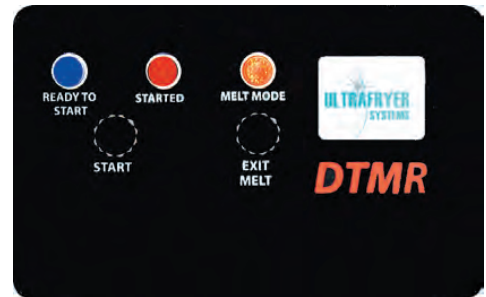 READY TO
START
STARTED
MELT MODE
START
EXIT
MELT
ULTRAFRYER
SYSTEMS
DTMR